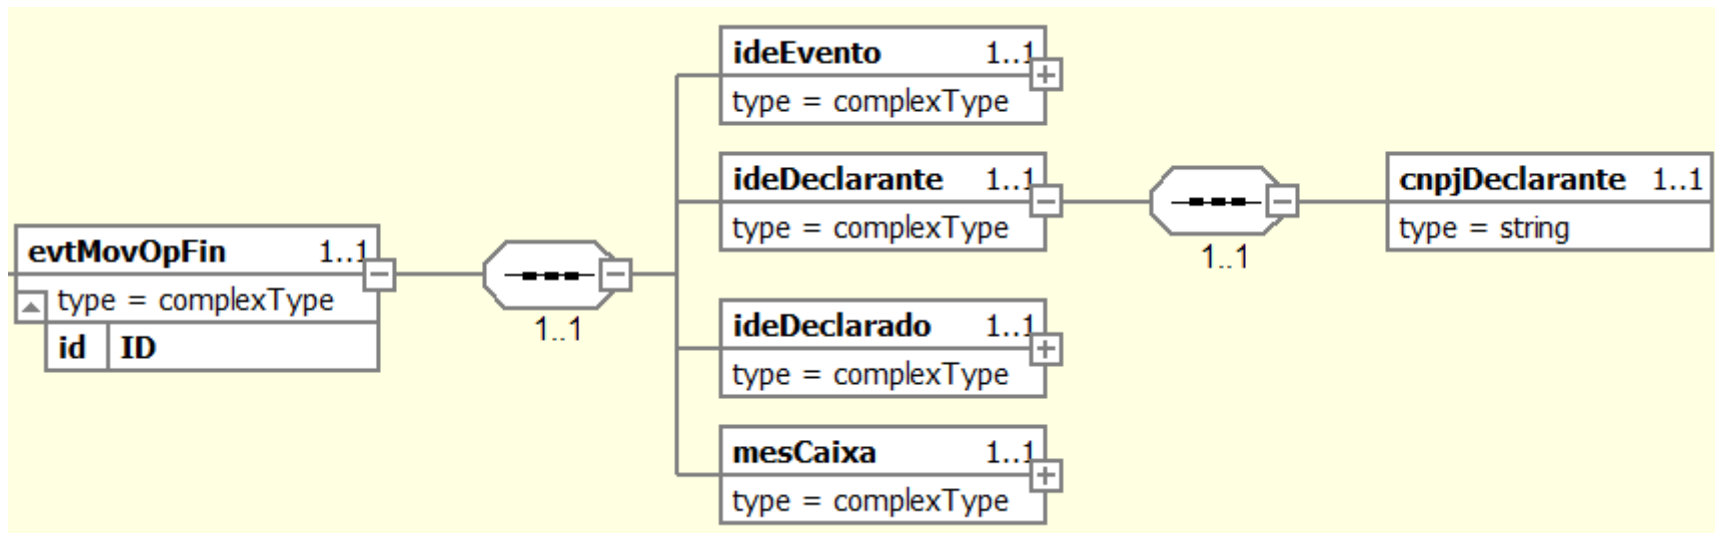 evtMovOpFin 1..1
type = complexType
id ID
1..1
ideEvento 1..1
type = complexType
ideDeclarante 1..1
type = complexType
1..1
cnpjDeclarante 1..1
type = string
ideDeclarado 1..1
type = complexType
mesCaixa 1..1
type = complexType